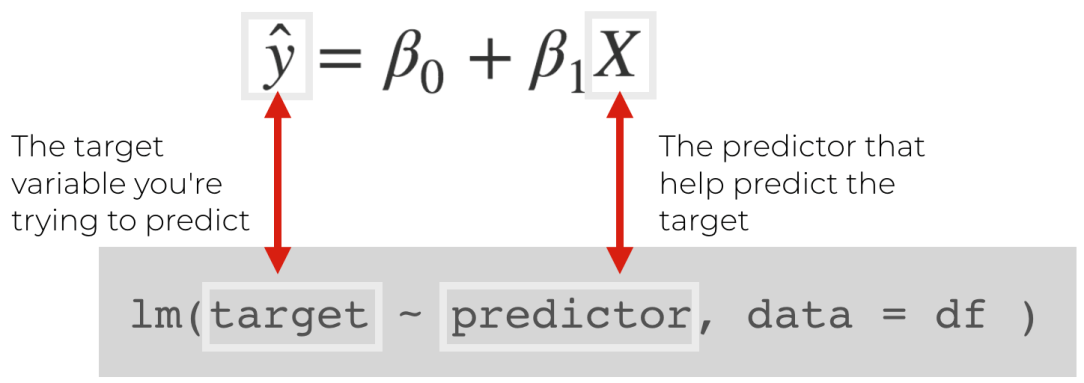 ŷ = β₀ + β₁X
The target
variable you're
trying to predict
The predictor that
help predict the
target
lm(target ~ predictor, data = df )